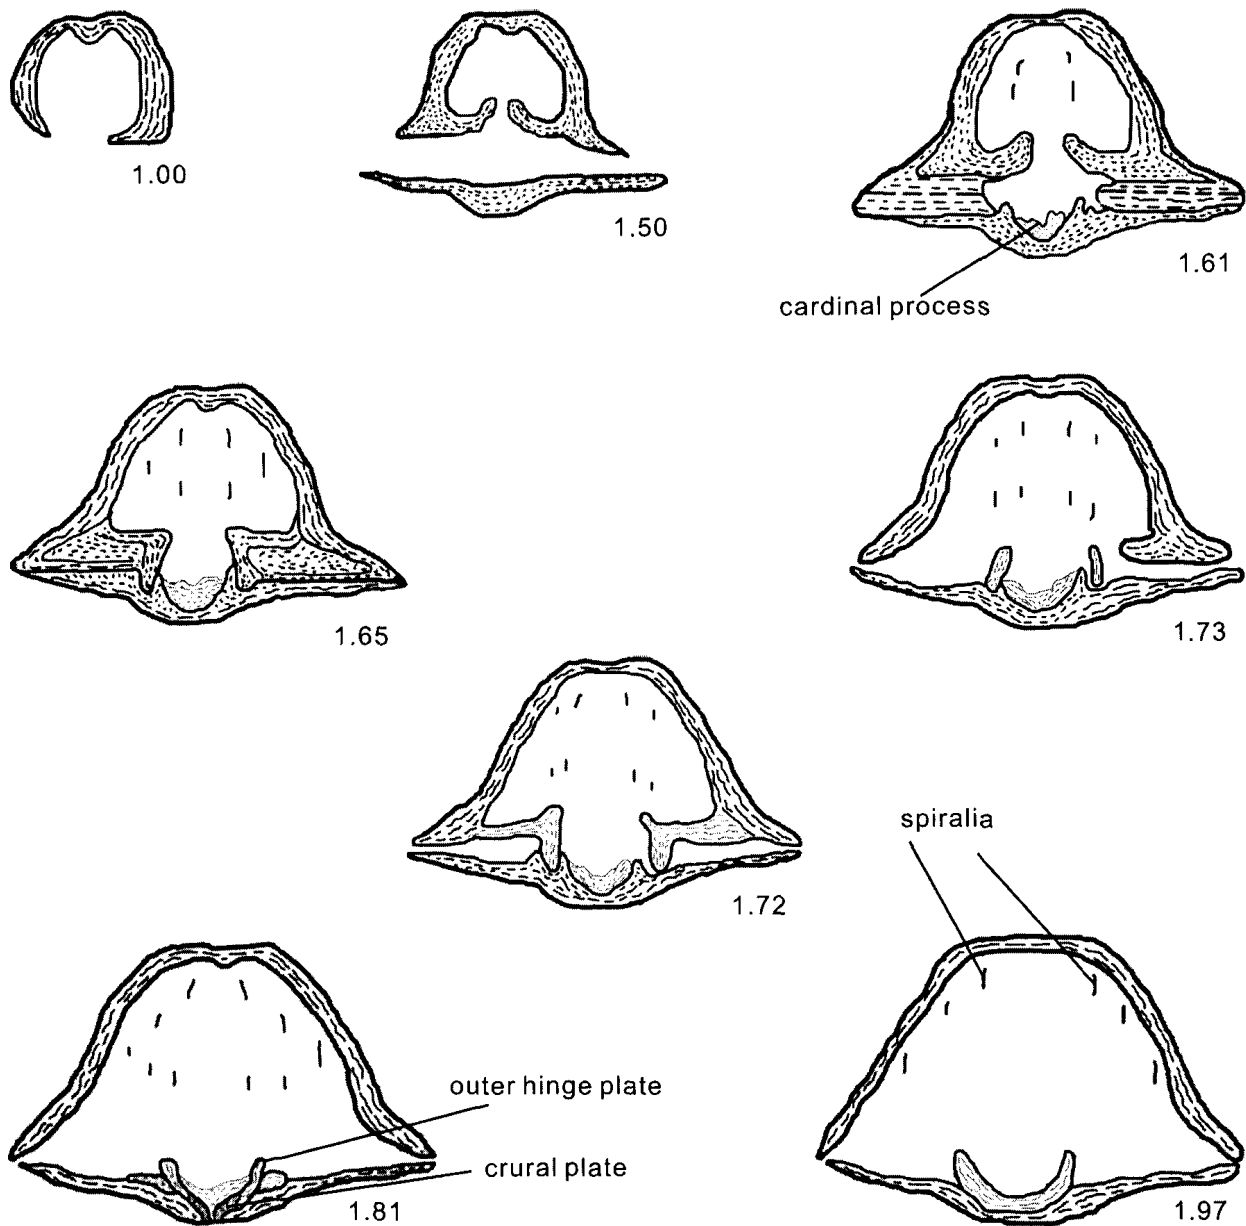 1.00
1.50
1.61
cardinal process
1.65
1.73
1.72
spiralia
outer hinge plate
crural plate
1.81
1.97